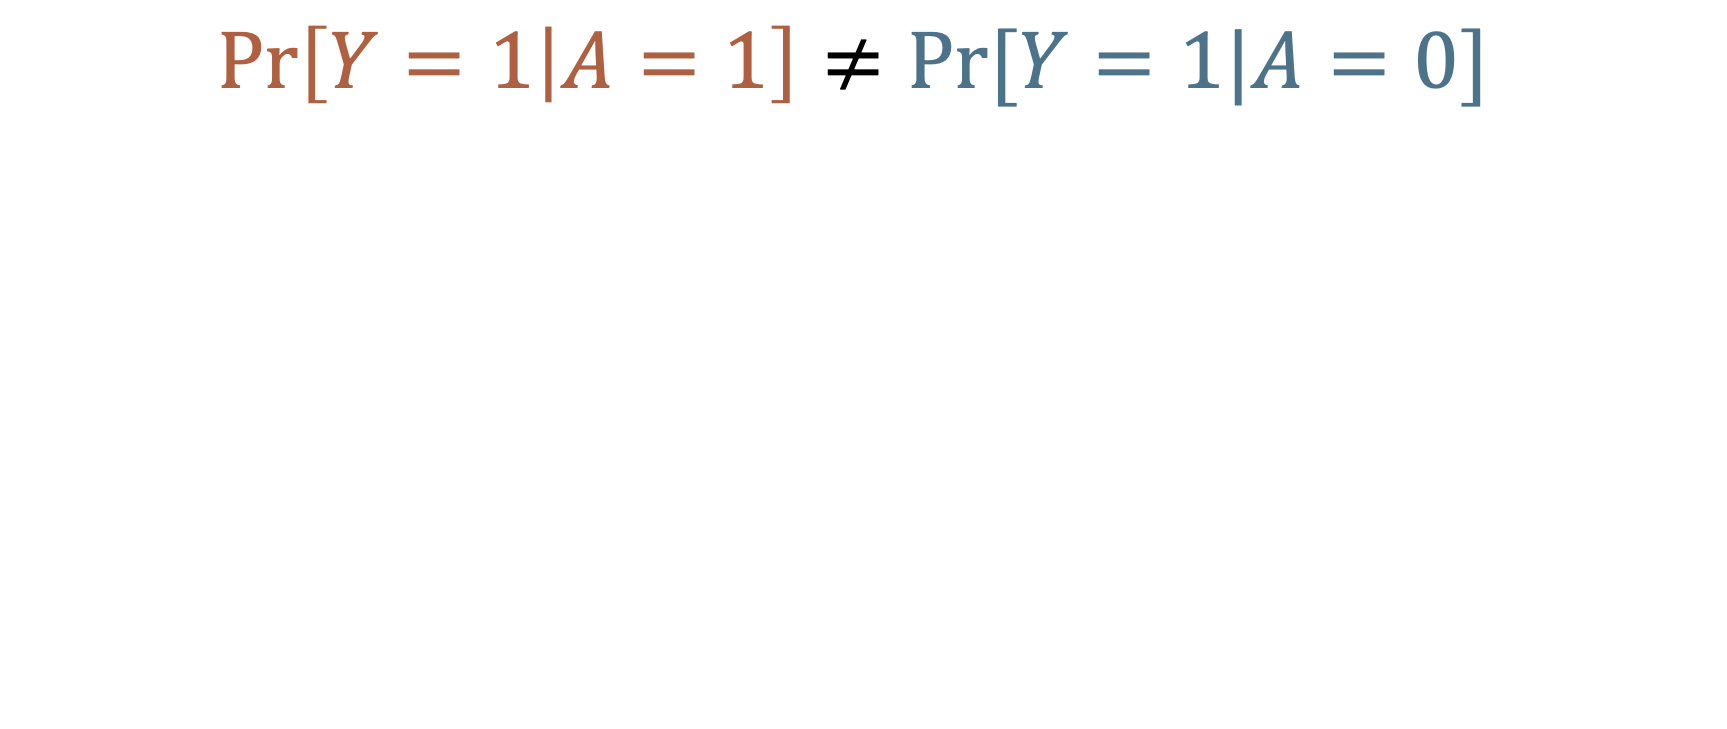 Pr[Y = 1|A = 1] ≠ Pr[Y = 1|A = 0]